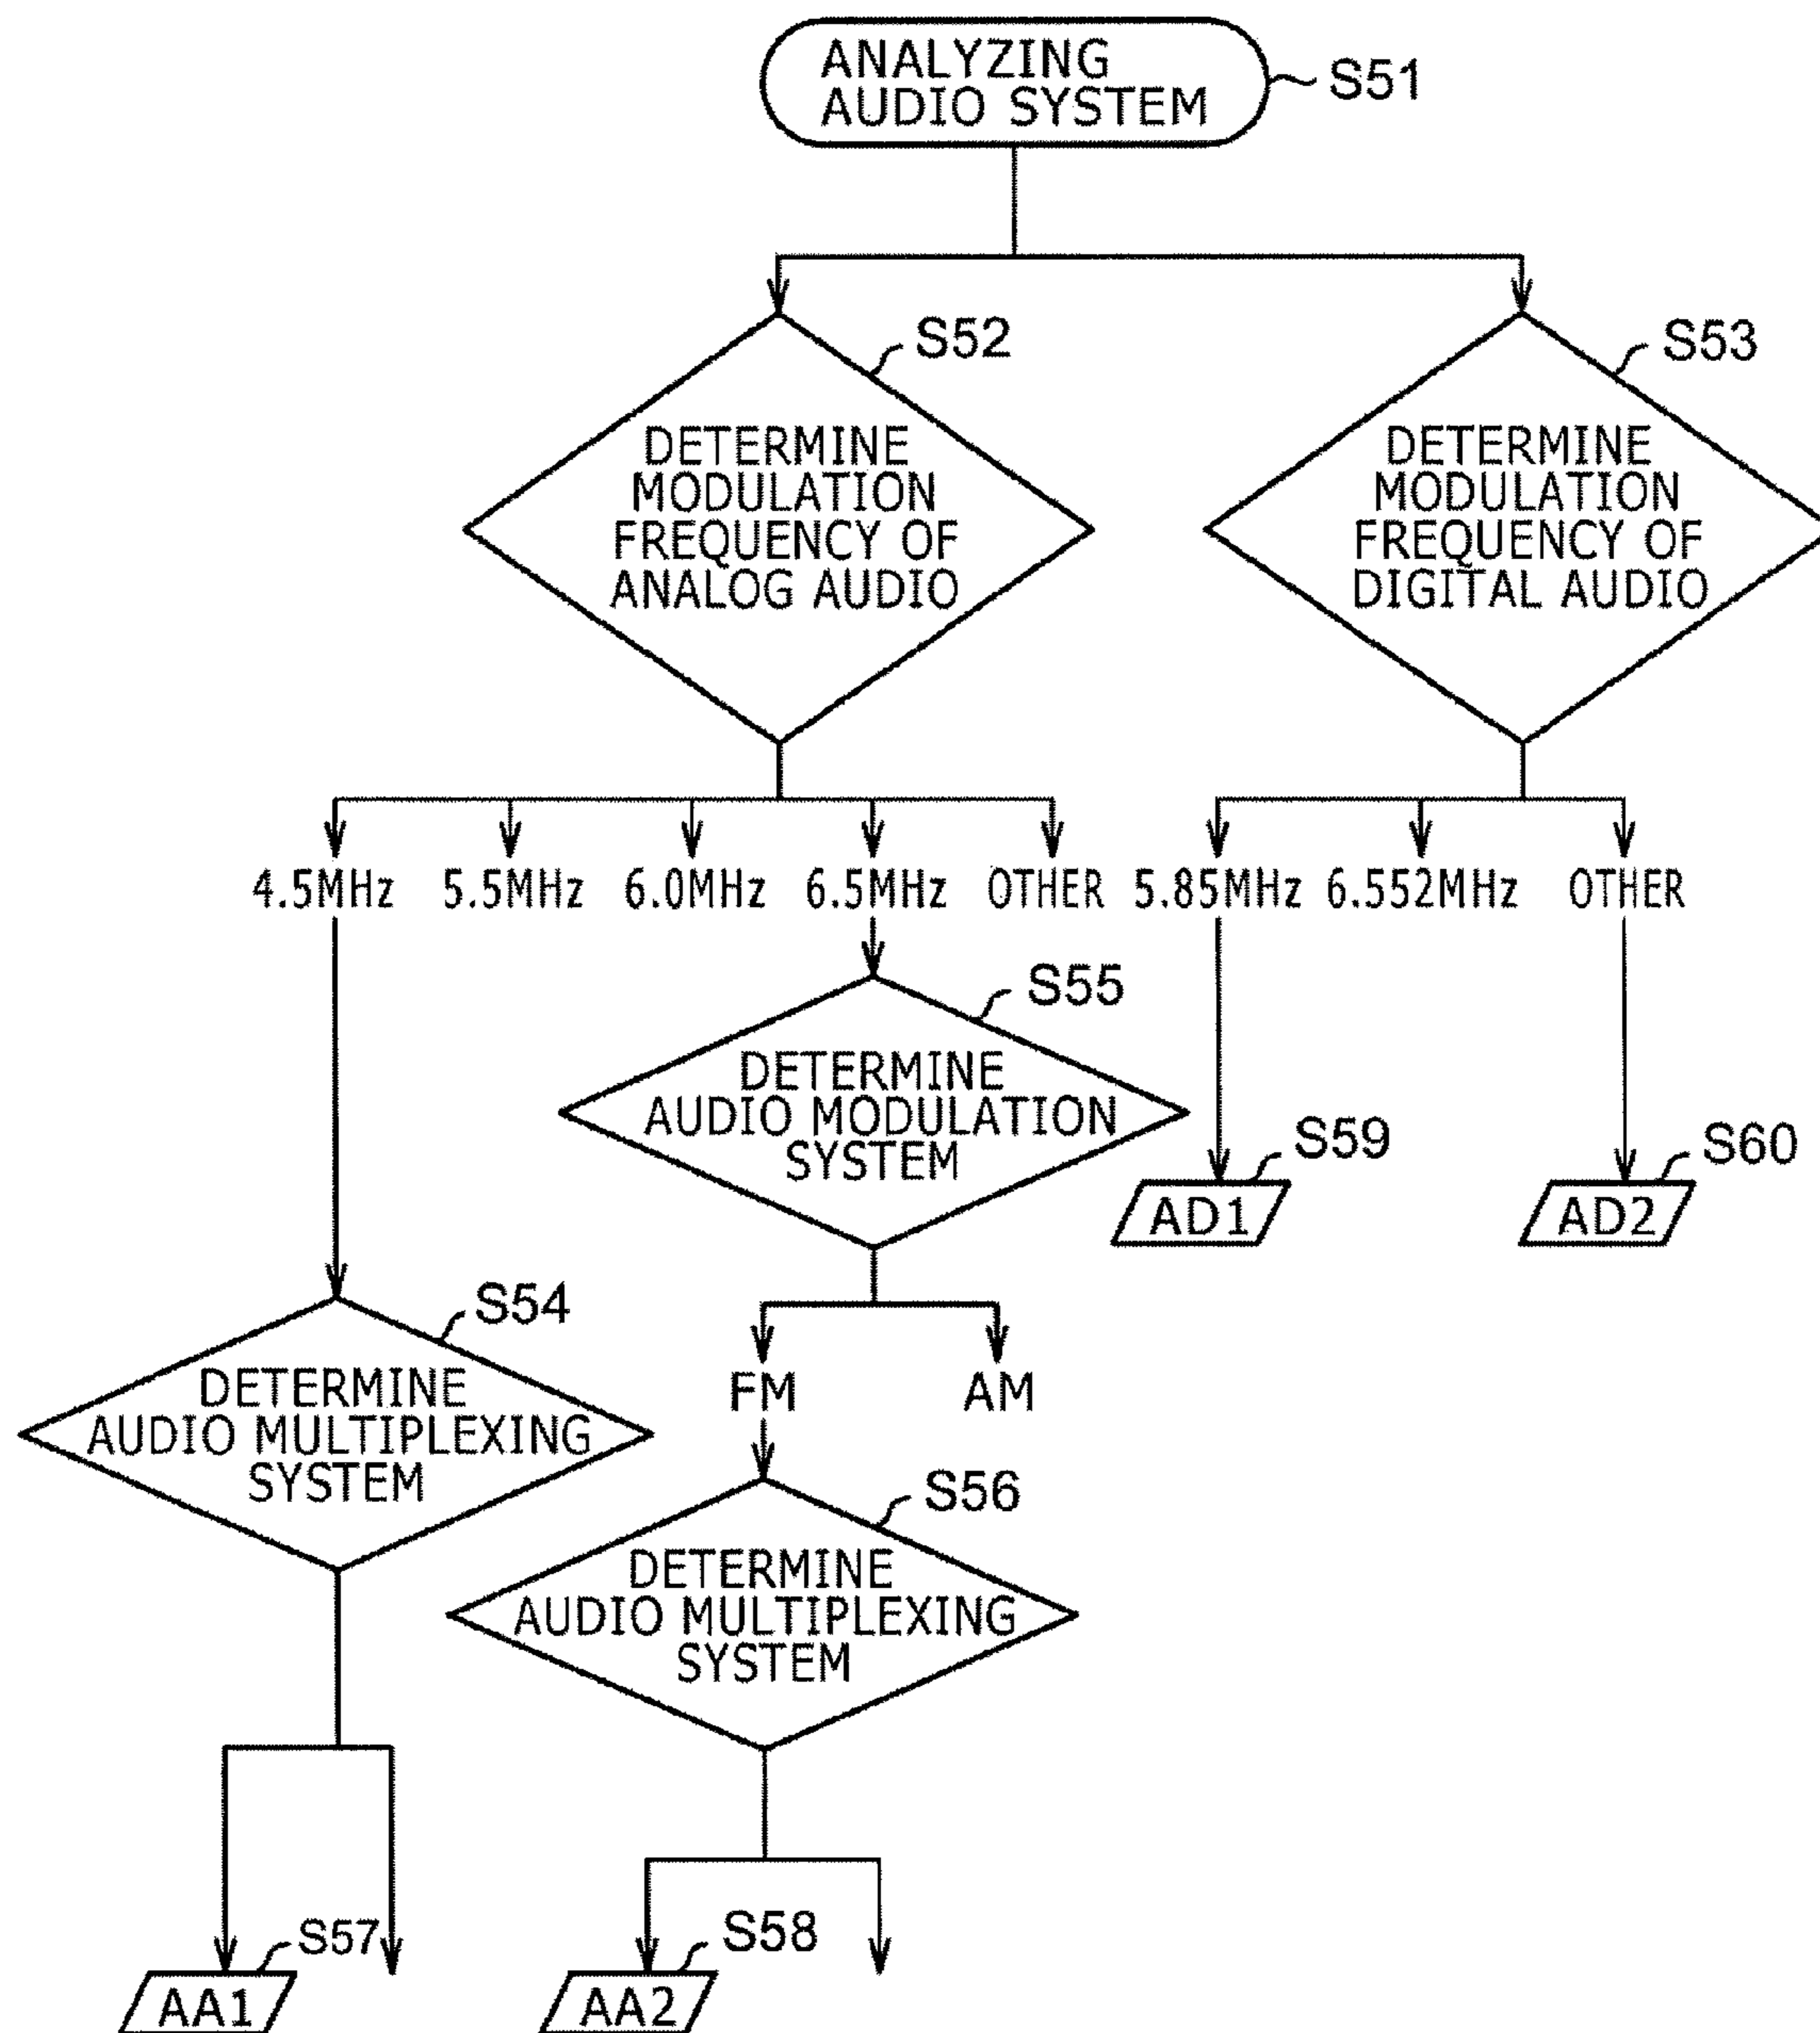 ANALYZING
AUDIO SYSTEM
S51
S52
S53
DETERMINE
MODULATION
FREQUENCY OF
ANALOG AUDIO
DETERMINE
MODULATION
FREQUENCY OF
DIGITAL AUDIO
4.5MHz 5.5MHz 6.0MHz 6.5MHz OTHER 5.85MHz 6.552MHz OTHER
S55
DETERMINE
AUDIO MODULATION
SYSTEM
S59
S60
AD1
AD2
S54
FM AM
DETERMINE
AUDIO MULTIPLEXING
SYSTEM
S56
DETERMINE
AUDIO MULTIPLEXING
SYSTEM
S57
S58
AA1
AA2